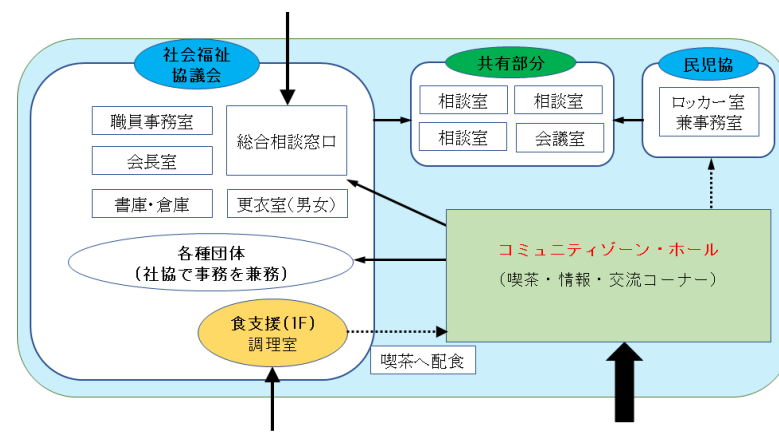 社会福祉
協議会
職員事務室
会長室
書庫・倉庫
総合相談窓口
更衣室(男女)
各種団体
(社協で事務を兼務)
食支援(1F)
調理室
喫茶へ配食
共有部分
相談室
相談室
相談室
会議室
民児協
ロッカー室
兼事務室
コミュニティゾーン・ホール
(喫茶・情報・交流コーナー)